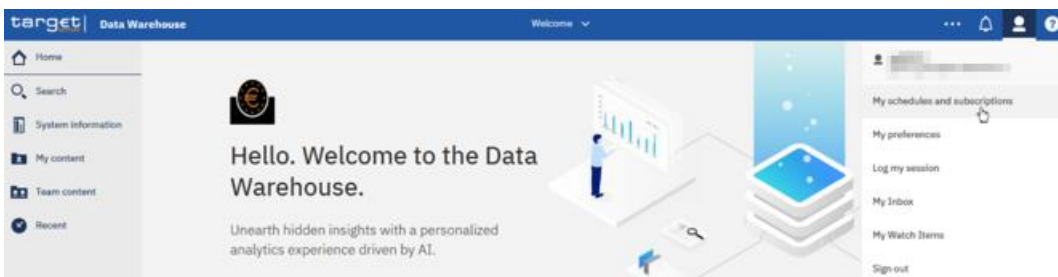 target| Data Warehouse
Welcome
Home
Search
System information
My content
Team content
Recent
Hello. Welcome to the Data
Warehouse.
Unearth hidden insights with a personalized
analytics experience driven by AI.
My schedules and subscriptions
My preferences
Log my session
My Inbox
My Watch Items
Sign out